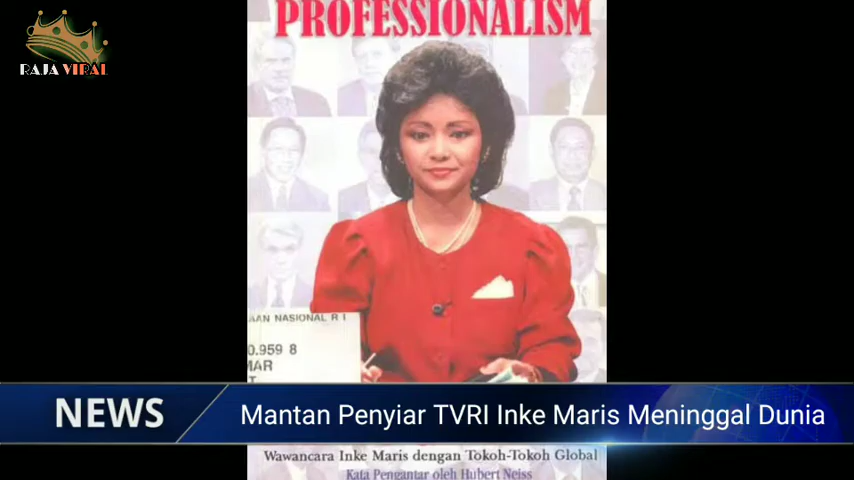 PROFESSIONALISM
RAJA VIRAL
AAN NASIONAL R I
0.959 8
MAR
T
NEWS
Mantan Penyiar TVRI Inke Maris Meninggal Dunia
Wawancara Inke Maris dengan Tokoh-Tokoh Global
Kata Pengantar oleh Hubert Neiss